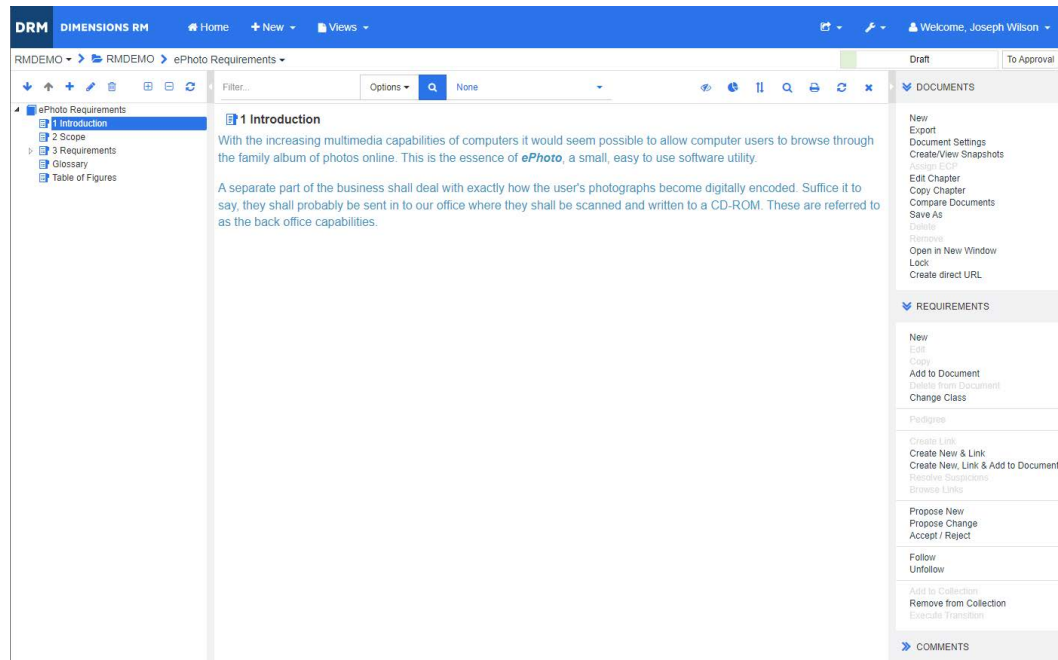 DRM DIMENSIONS RM Home New Views Welcome, Joseph Wilson
RMDEMO RMDEMO ePhoto Requirements Draft To Approval
Filter... Options None
ePhoto Requirements
1 Introduction
2 Scope
3 Requirements
Glossary
Table of Figures
1 Introduction
With the increasing multimedia capabilities of computers it would seem possible to allow computer users to browse through
the family album of photos online. This is the essence of ePhoto, a small, easy to use software utility.
A separate part of the business shall deal with exactly how the user's photographs become digitally encoded. Suffice it to
say, they shall probably be sent in to our office where they shall be scanned and written to a CD-ROM. These are referred to
as the back office capabilities.
DOCUMENTS
New
Export
Document Settings
Create/View Snapshots
Assign ECP
Edit Chapter
Copy Chapter
Compare Documents
Save As
Delete
Remove
Open in New Window
Lock
Create direct URL
REQUIREMENTS
New
Edit
Copy
Add to Document
Delete from Document
Change Class
Pedigree
Create Link
Create New & Link
Create New, Link & Add to Document
Resolve Suspicions
Browse Links
Propose New
Propose Change
Accept / Reject
Follow
Unfollow
Add to Collection
Remove from Collection
Execute Transition
COMMENTS